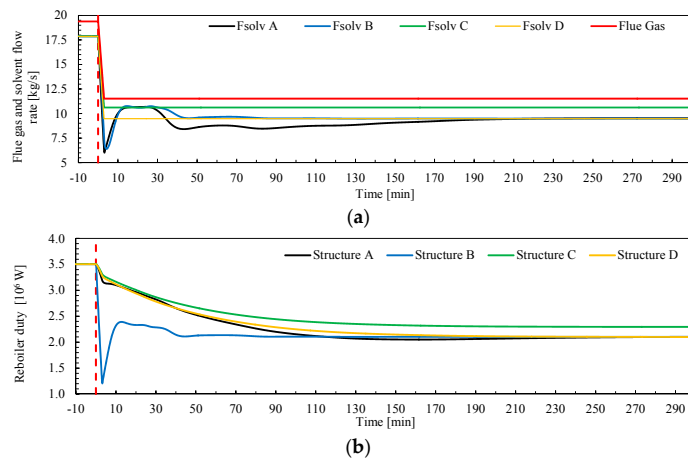 Fsolv A Fsolv B Fsolv C Fsolv D Flue Gas
Flue gas and solvent flow
rate [kg/s]
20
17.5
15
12.5
10
7.5
5
-10 10 30 50 70 90 110 130 150 170 190 210 230 250 270 290
Time [min]
(a)
Structure A Structure B Structure C Structure D
Reboiler duty [10⁶ W]
4.0
3.5
3.0
2.5
2.0
1.5
1.0
-10 10 30 50 70 90 110 130 150 170 190 210 230 250 270 290
Time [min]
(b)